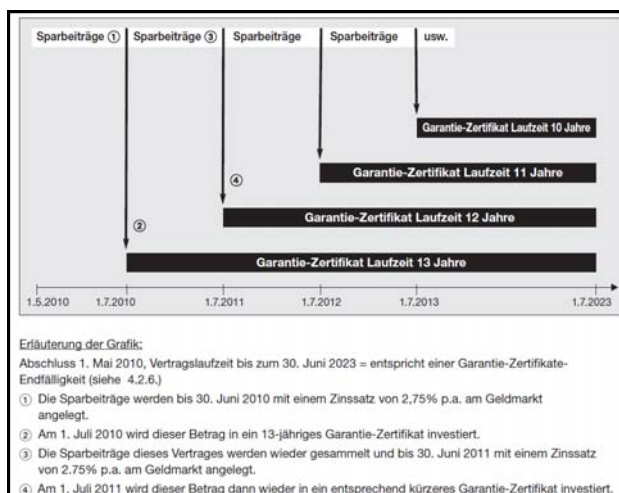 Sparbeiträge ① Sparbeiträge ③ Sparbeiträge Sparbeiträge usw.
Garantie-Zertifikat Laufzeit 10 Jahre
Garantie-Zertifikat Laufzeit 11 Jahre
④
Garantie-Zertifikat Laufzeit 12 Jahre
②
Garantie-Zertifikat Laufzeit 13 Jahre
1.5.2010 1.7.2010 1.7.2011 1.7.2012 1.7.2013 1.7.2023
Erläuterung der Grafik:
Abschluss 1. Mai 2010, Vertragslaufzeit bis zum 30. Juni 2023 = entspricht einer Garantie-Zertifikate-
Endfälligkeit (siehe 4.2.6.)
① Die Sparbeiträge werden bis 30. Juni 2010 mit einem Zinssatz von 2,75% p.a. am Geldmarkt
angelegt.
② Am 1. Juli 2010 wird dieser Betrag in ein 13-jähriges Garantie-Zertifikat investiert.
③ Die Sparbeiträge dieses Vertrages werden wieder gesammelt und bis 30. Juni 2011 mit einem Zinssatz
von 2.75% p.a. am Geldmarkt angelegt.
④ Am 1. Juli 2011 wird dieser Betrag dann wieder in ein entsprechend kürzeres Garantie-Zertifikat investiert.